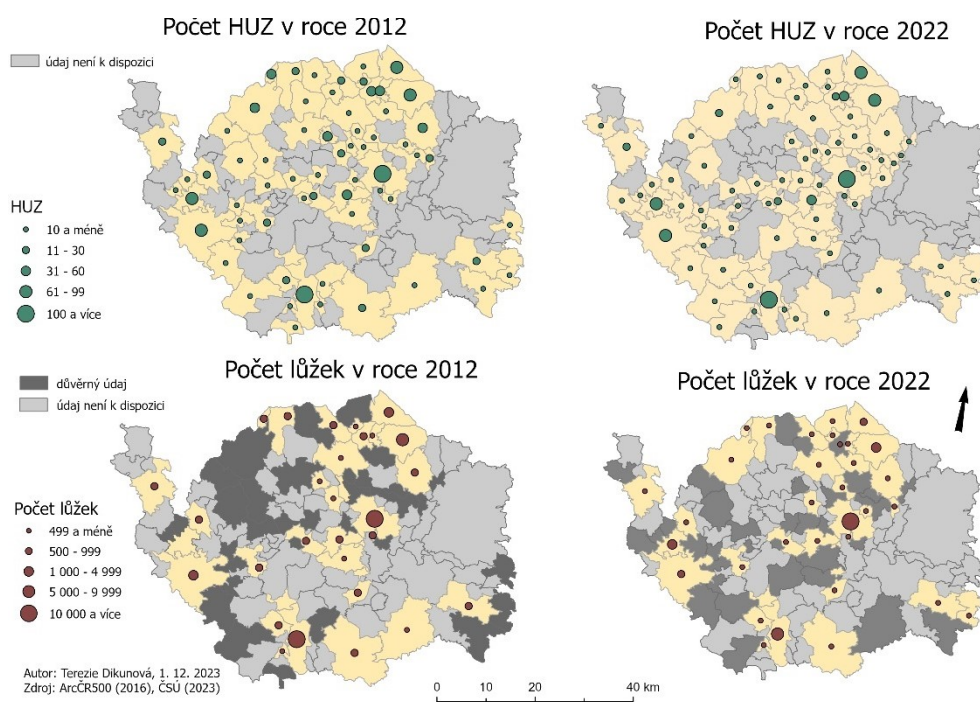 Počet HUZ v roce 2012
Počet HUZ v roce 2022
údaj není k dispozici
HUZ
10 a méně
11 - 30
31 - 60
61 - 99
100 a více
Počet lůžek v roce 2012
Počet lůžek v roce 2022
důvěrný údaj
údaj není k dispozici
Počet lůžek
499 a méně
500 - 999
1 000 - 4 999
5 000 - 9 999
10 000 a více
Autor: Terezie Dikunová, 1. 12. 2023
Zdroj: ArcČR500 (2016), ČSÚ (2023)
0 10 20 40 km